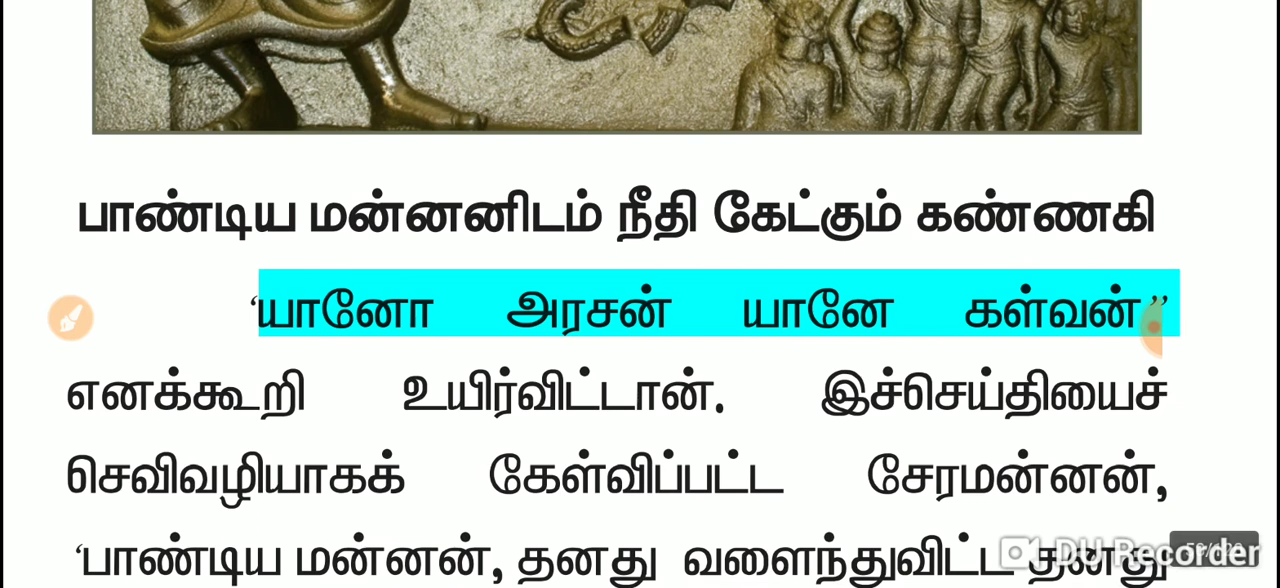 பாண்டிய மன்னனிடம் நீதி கேட்கும் கண்ணகி
‘யானோ அரசன் யானே கள்வன்”
எனக்கூறி உயிர்விட்டான். இச்செய்தியைச்
செவிவழியாகக் கேள்விப்பட்ட சேரமன்னன்,
‘பாண்டிய மன்னன், தனது வளைந்துவிட்ட தனது
DU Recorder